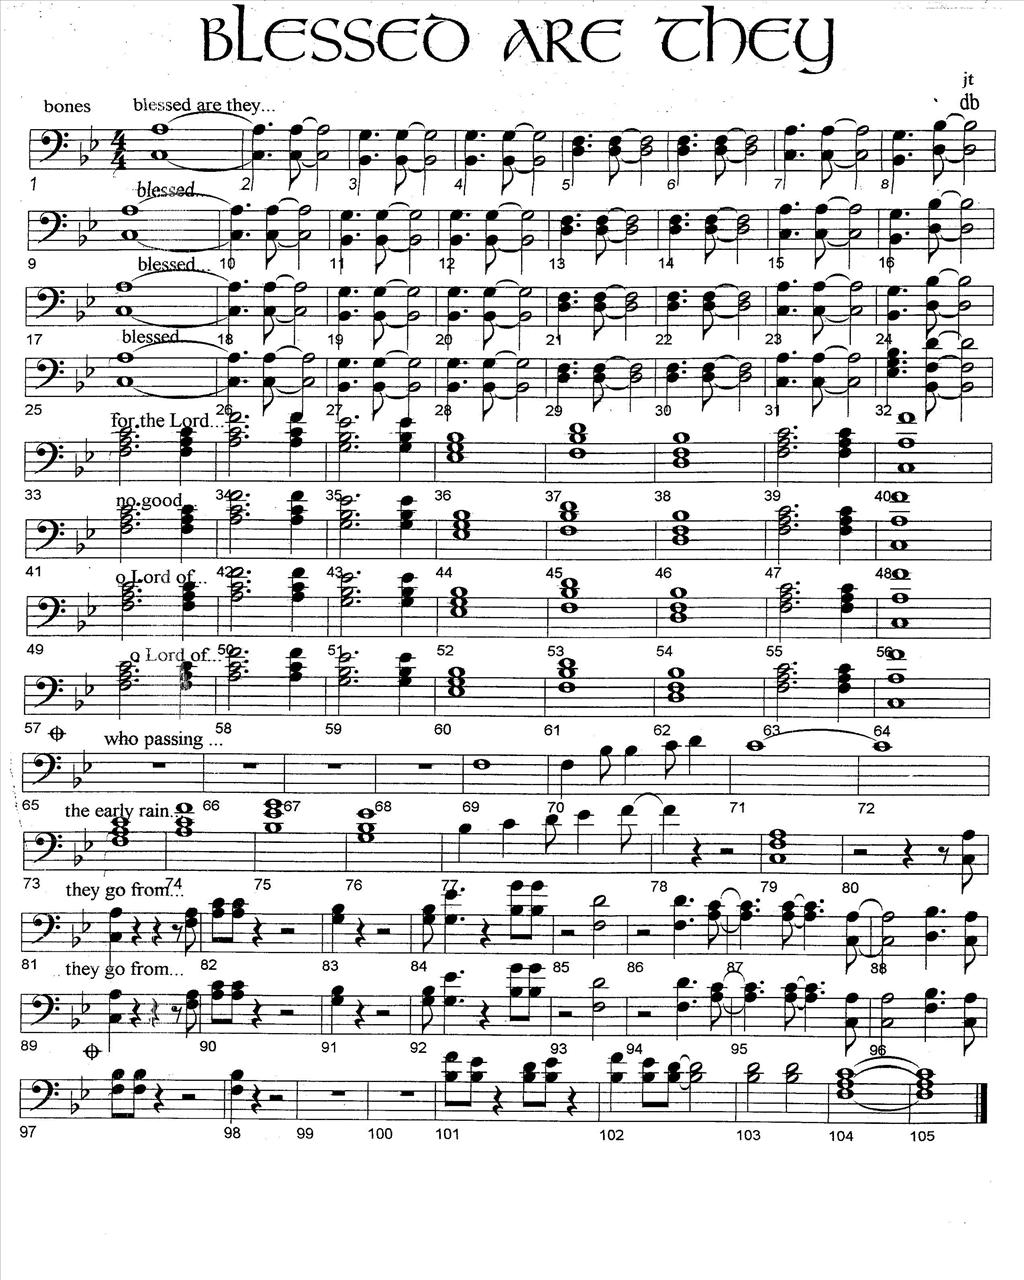 BLESSED ARE THEY
jt
bones blessed are they... db
1 2 3 4 5 6 7 8
blessed...
9 10 11 12 13 14 15 16
blessed...
17 18 19 20 21 22 23 24
blessed...
25 26 27 28 29 30 31 32
for the Lord...
33 34 35 36 37 38 39 40
no good
41 42 43 44 45 46 47 48
o Lord of...
49 50 51 52 53 54 55 56
o Lord of...
57 58 59 60 61 62 63 64
who passing ...
65 66 67 68 69 70 71 72
the early rain...
73 74 75 76 77 78 79 80
they go from...
81 82 83 84 85 86 87 88
they go from...
89 90 91 92 93 94 95 96
97 98 99 100 101 102 103 104 105